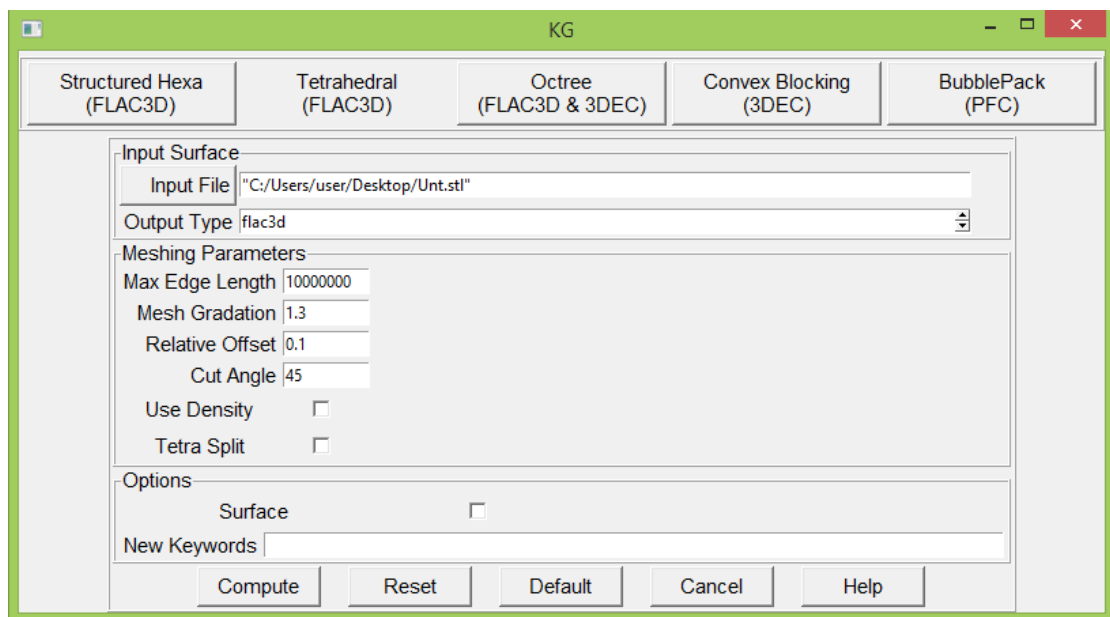 KG
Structured Hexa
(FLAC3D)
Tetrahedral
(FLAC3D)
Octree
(FLAC3D & 3DEC)
Convex Blocking
(3DEC)
BubblePack
(PFC)
Input Surface
Input File "C:/Users/user/Desktop/Unt.stl"
Output Type flac3d
Meshing Parameters
Max Edge Length 10000000
Mesh Gradation 1.3
Relative Offset 0.1
Cut Angle 45
Use Density
Tetra Split
Options
Surface
New Keywords
Compute Reset Default Cancel Help